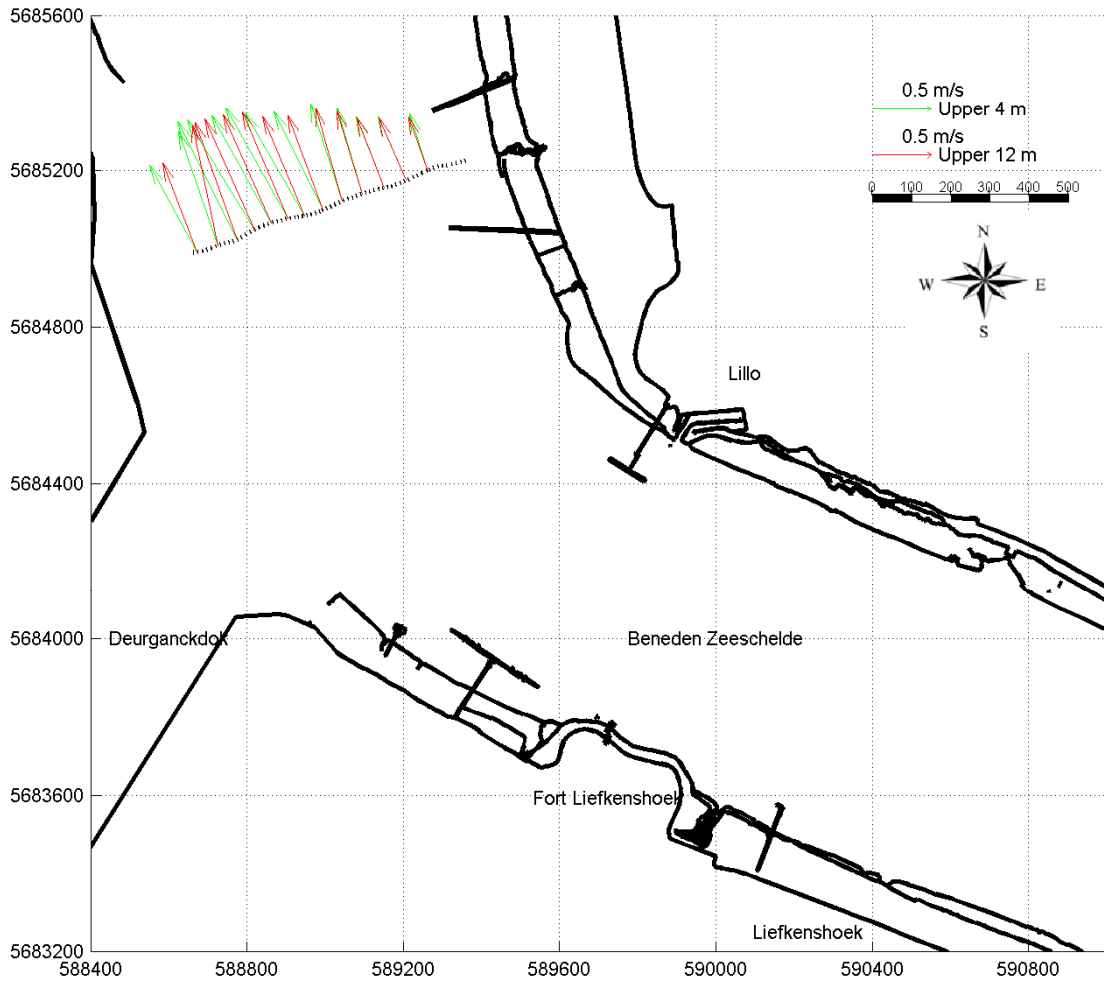 5685600
5685200
5684800
5684400
5684000
5683600
5683200
588400
588800
589200
589600
590000
590400
590800
0.5 m/s
Upper 4 m
0.5 m/s
Upper 12 m
0 100 200 300 400 500
N
W E
S
Lillo
Deurganckdok
Beneden Zeeschelde
Fort Liefkenshoek
Liefkenshoek